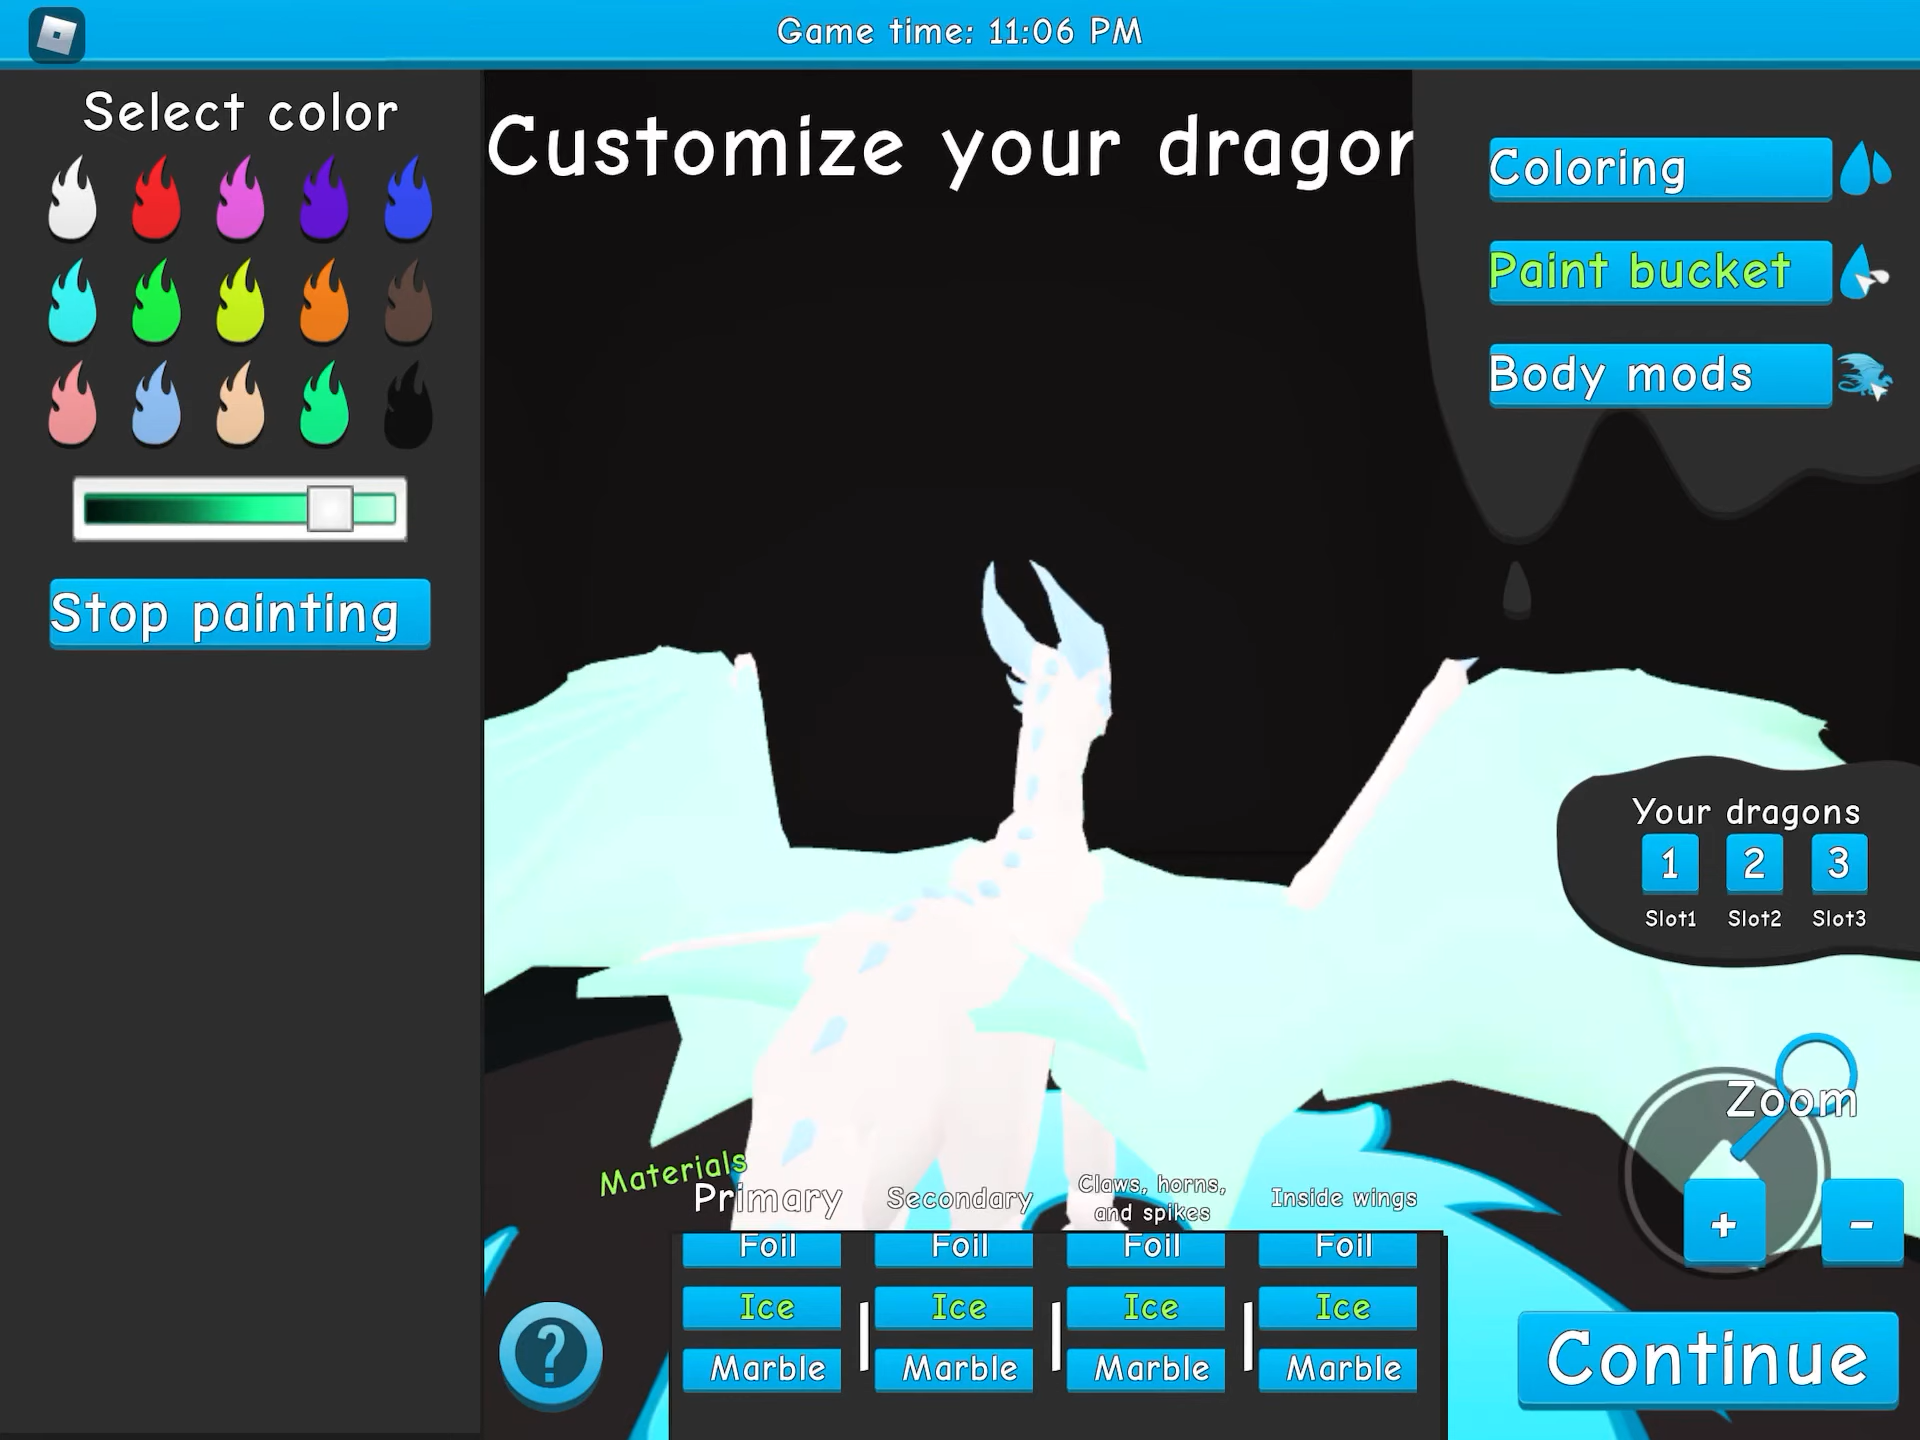 Game time: 11:06 PM
Select color
Customize your dragon
Coloring
Paint bucket
Body mods
Stop painting
Your dragons
1 2 3
Slot1 Slot2 Slot3
Zoom
+ -
Materials
Primary Secondary Claws, horns, and spikes Inside wings
Foil Foil Foil Foil
Ice Ice Ice Ice
Marble Marble Marble Marble
?
Continue